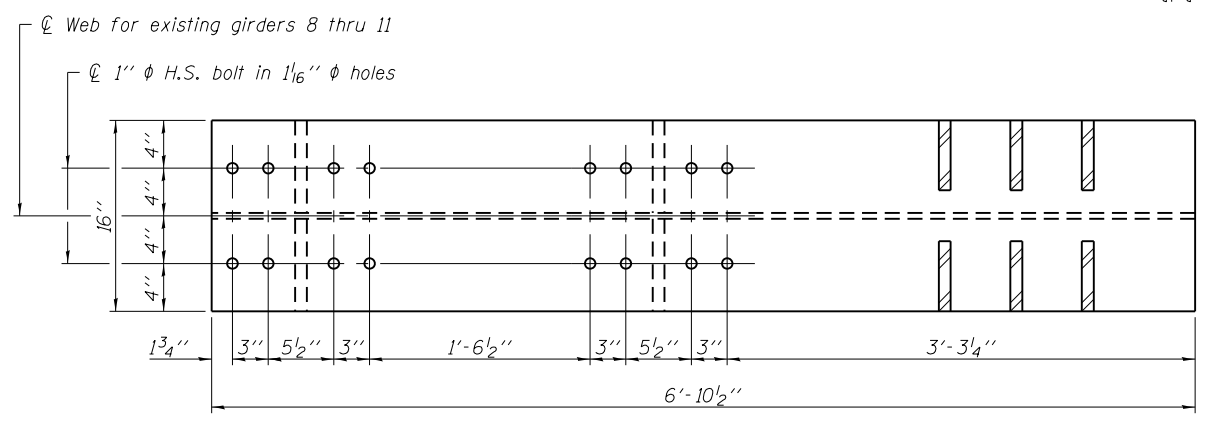 ℄ Web for existing girders 8 thru 11
℄ 1'' ϕ H.S. bolt in 1 1/16'' ϕ holes
16''
4''
4''
4''
4''
1 3/4'' 3'' 5 1/2'' 3'' 1'-6 1/2'' 3'' 5 1/2'' 3'' 3'-3 1/4''
6'-10 1/2''